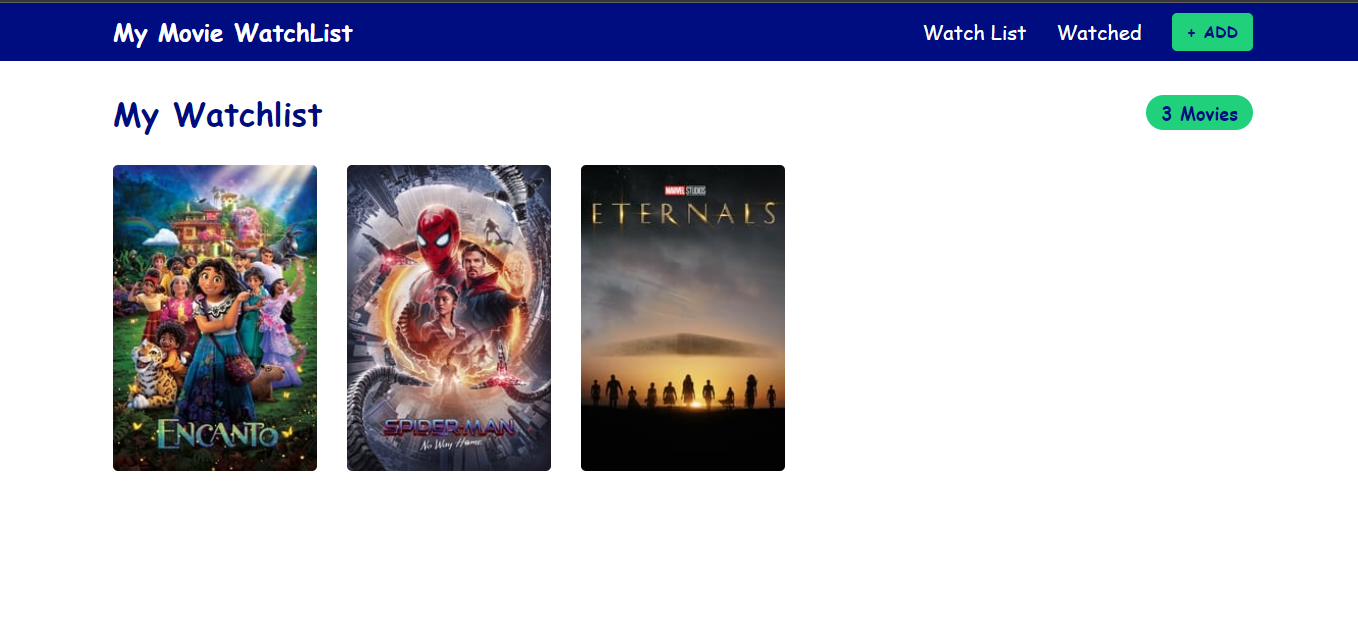 My Movie WatchList
Watch List
Watched
+ ADD
My Watchlist
3 Movies
ENCANTO
SPIDER-MAN
No Way Home
MARVEL STUDIOS
ETERNALS